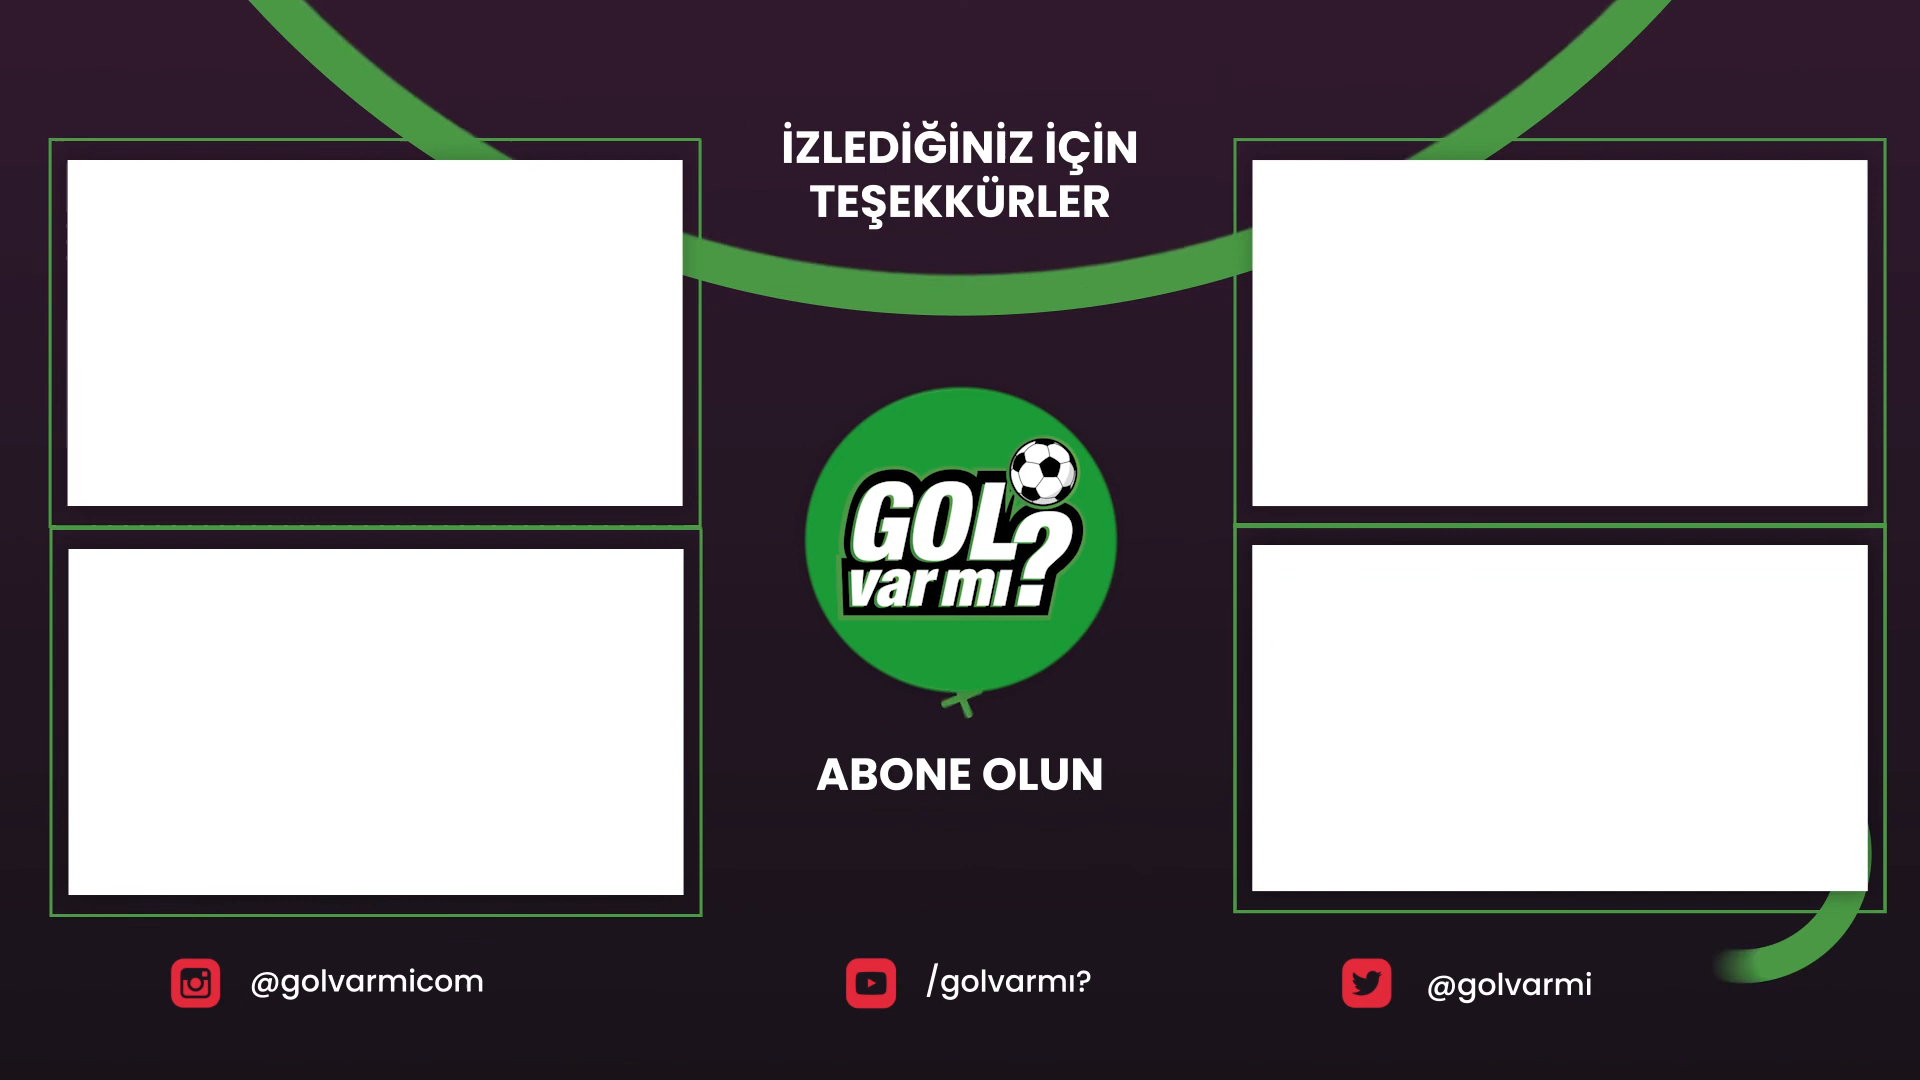 İZLEDİĞİNİZ İÇİN
TEŞEKKÜRLER
GOL
var mı?
ABONE OLUN
@golvarmicom
/golvarmı?
@golvarmi